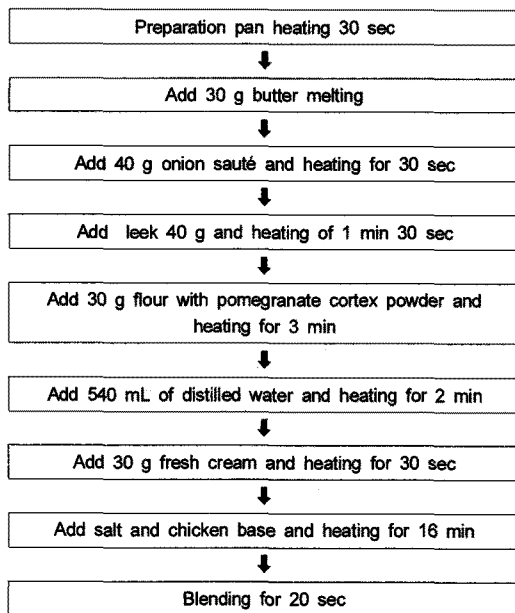 Preparation pan heating 30 sec
Add 30 g butter melting
Add 40 g onion sauté and heating for 30 sec
Add leek 40 g and heating of 1 min 30 sec
Add 30 g flour with pomegranate cortex powder and
heating for 3 min
Add 540 mL of distilled water and heating for 2 min
Add 30 g fresh cream and heating for 30 sec
Add salt and chicken base and heating for 16 min
Blending for 20 sec